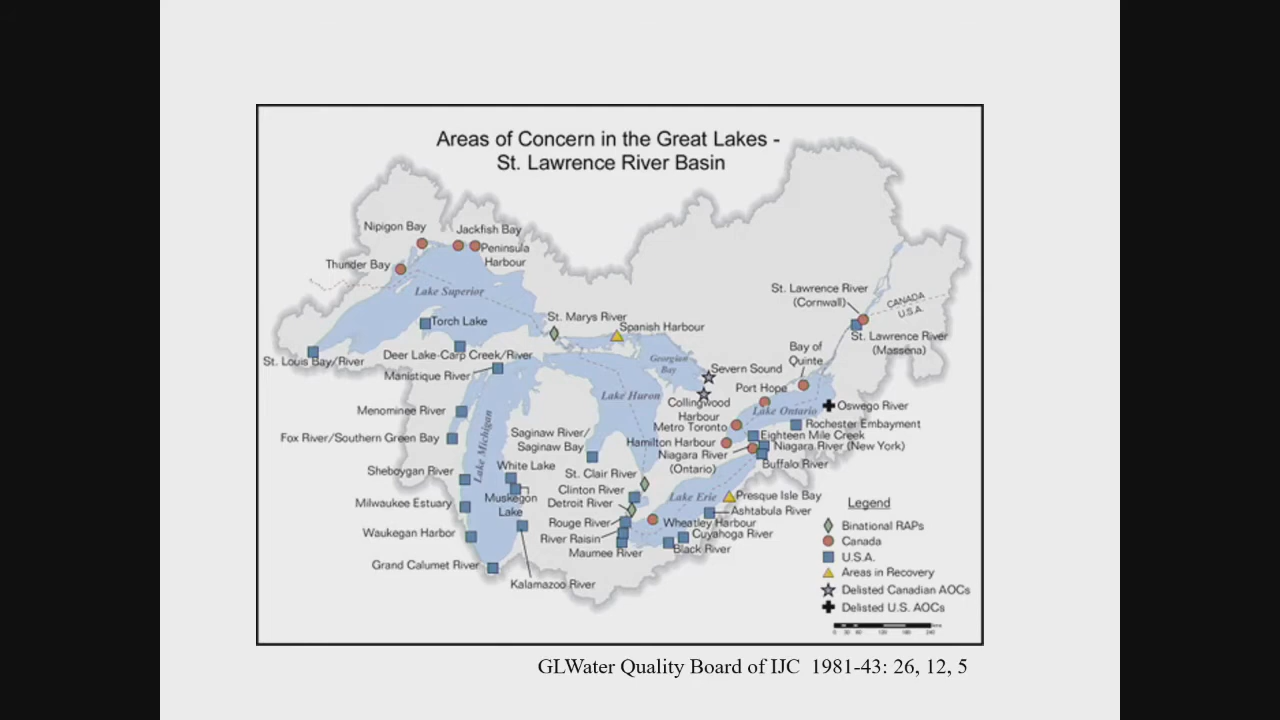 Areas of Concern in the Great Lakes -
St. Lawrence River Basin
Nipigon Bay
Jackfish Bay
Peninsula
Harbour
Thunder Bay
Lake Superior
St. Lawrence River
(Cornwall)
CANADA
U.S.A.
St. Lawrence River
(Massena)
Torch Lake
St. Marys River
Spanish Harbour
St. Louis Bay/River
Deer Lake-Carp Creek/River
Manistique River
Georgian
Bay
Severn Sound
Bay of
Quinte
Port Hope
Collingwood
Harbour
Lake Huron
Lake Ontario
Oswego River
Menominee River
Metro Toronto
Rochester Embayment
Fox River/Southern Green Bay
Lake Michigan
Saginaw River/
Saginaw Bay
Hamilton Harbour
Eighteen Mile Creek
Niagara River (New York)
Niagara River
(Ontario)
Buffalo River
Sheboygan River
White Lake
St. Clair River
Clinton River
Muskegon
Lake
Detroit River
Lake Erie
Presque Isle Bay
Milwaukee Estuary
Ashtabula River
Rouge River
Wheatley Harbour
Waukegan Harbor
River Raisin
Cuyahoga River
Maumee River
Black River
Grand Calumet River
Kalamazoo River
Legend
Binational RAPs
Canada
U.S.A.
Areas in Recovery
Delisted Canadian AOCs
Delisted U.S. AOCs
GLWater Quality Board of IJC 1981-43: 26, 12, 5